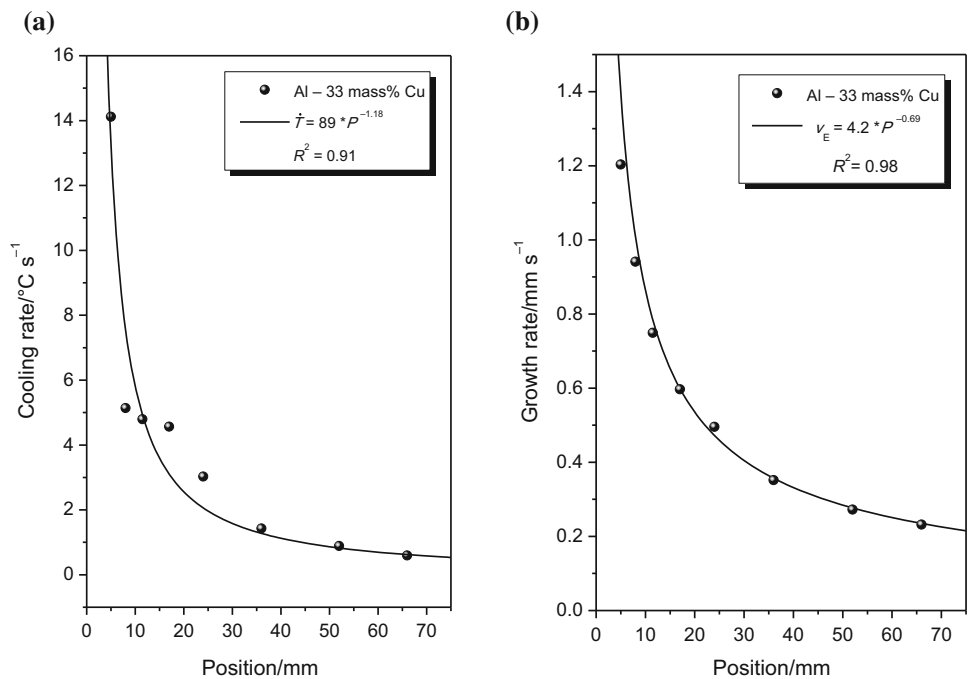 (a)
16
14
12
10
8
6
4
2
0
0 10 20 30 40 50 60 70
Cooling rate/°C s⁻¹
Position/mm
Al – 33 mass% Cu
Ṫ = 89 *P^−1.18
R² = 0.91
(b)
1.4
1.2
1.0
0.8
0.6
0.4
0.2
0.0
0 10 20 30 40 50 60 70
Growth rate/mm s⁻¹
Position/mm
Al – 33 mass% Cu
v_E = 4.2 *P^−0.69
R² = 0.98